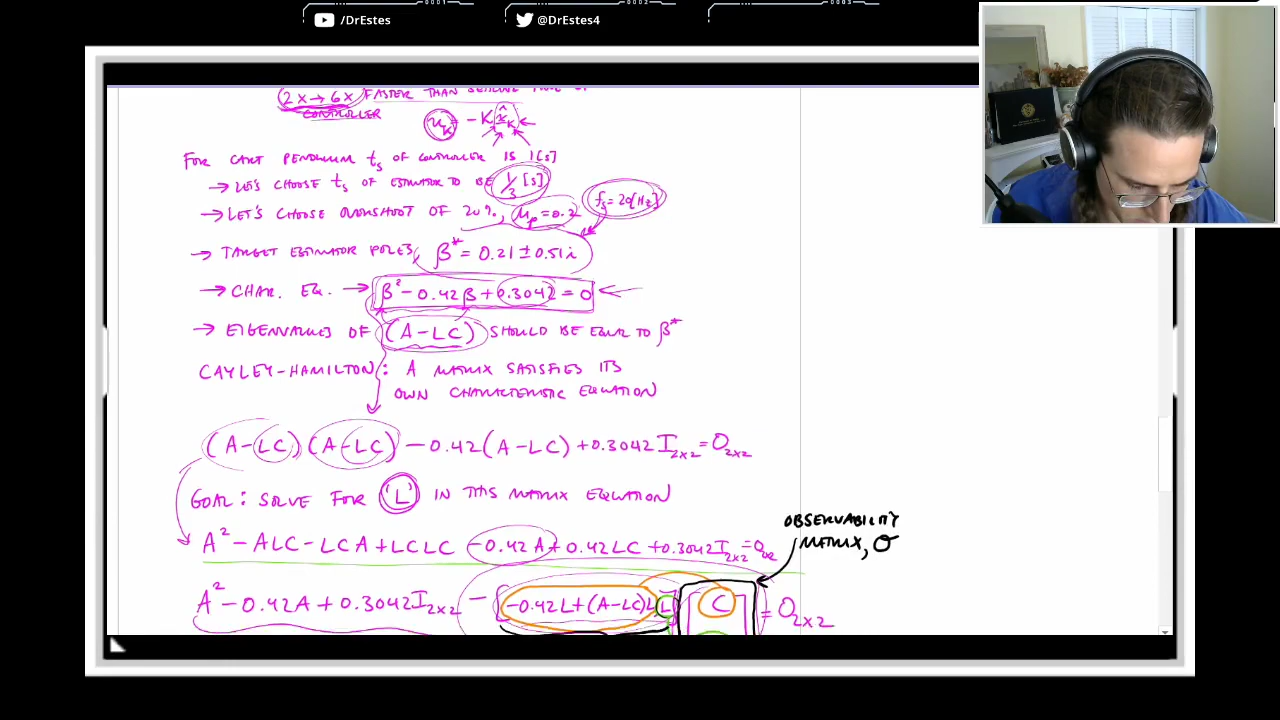 0001
0002
0003
/DrEstes
@DrEstes4
2X → 6X FASTER THAN
CONTROLLER
u_K = -K x̂_K
FOR CART PENDULUM t_s OF CONTROLLER IS 1[s]
→ LET'S CHOOSE t_s OF ESTIMATOR TO BE 1/3 [s]
→ LET'S CHOOSE OVERSHOOT OF 20%, M_p = 0.2
f_s = 20[Hz]
→ TARGET ESTIMATOR POLES, β* = 0.21 ± 0.51i
→ CHAR. EQ. → β² - 0.42β + 0.3042 = 0
→ EIGENVALUES OF (A-LC) SHOULD BE EQUAL TO β*
CAYLEY-HAMILTON: A MATRIX SATISFIES ITS
OWN CHARACTERISTIC EQUATION
(A-LC)(A-LC) - 0.42(A-LC) + 0.3042 I_2x2 = 0_2x2
GOAL: SOLVE FOR 'L' IN THIS MATRIX EQUATION
A² - ALC - LCA + LCLC - 0.42A + 0.42LC + 0.3042 I_2x2 = 0_2x2
OBSERVABILITY
MATRIX, O
A² - 0.42A + 0.3042 I_2x2 - [-0.42L + (A-LC)L L] [C = 0_2x2